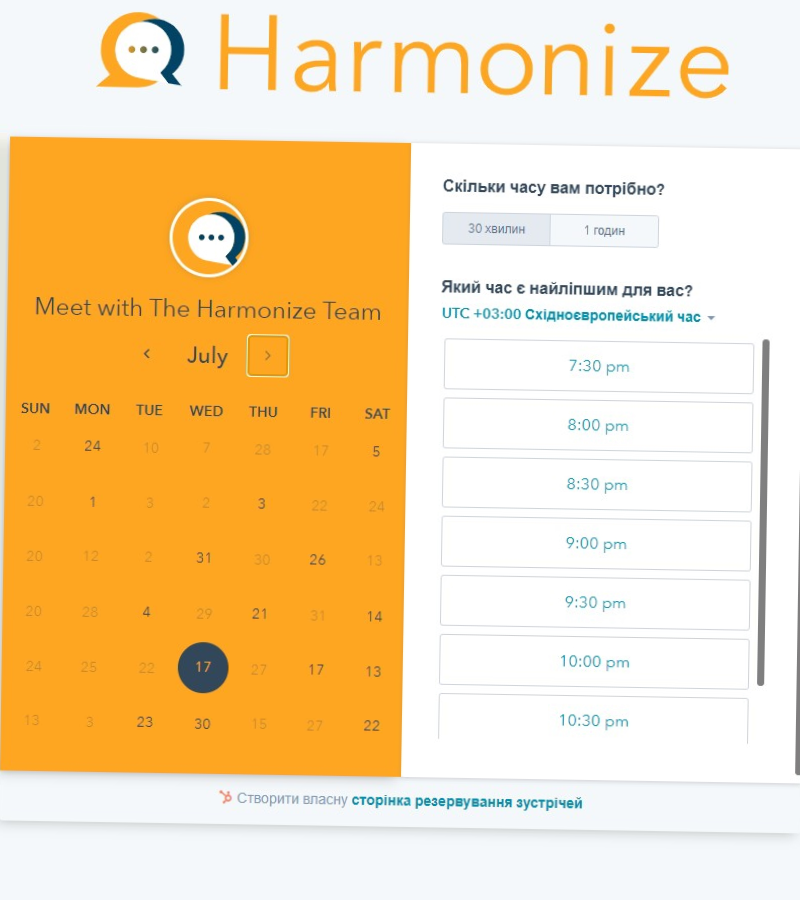 Harmonize
Meet with The Harmonize Team
July
SUN MON TUE WED THU FRI SAT
2 24 10 7 28 17 5
20 1 3 2 3 22 24
20 12 2 31 30 26 13
20 28 4 29 21 31 14
24 25 22 17 27 17 13
13 3 23 30 15 27 22
Скільки часу вам потрібно?
30 хвилин 1 годин
Який час є найліпшим для вас?
UTC +03:00 Східноєвропейський час
7:30 pm
8:00 pm
8:30 pm
9:00 pm
9:30 pm
10:00 pm
10:30 pm
Створити власну сторінка резервування зустрічей